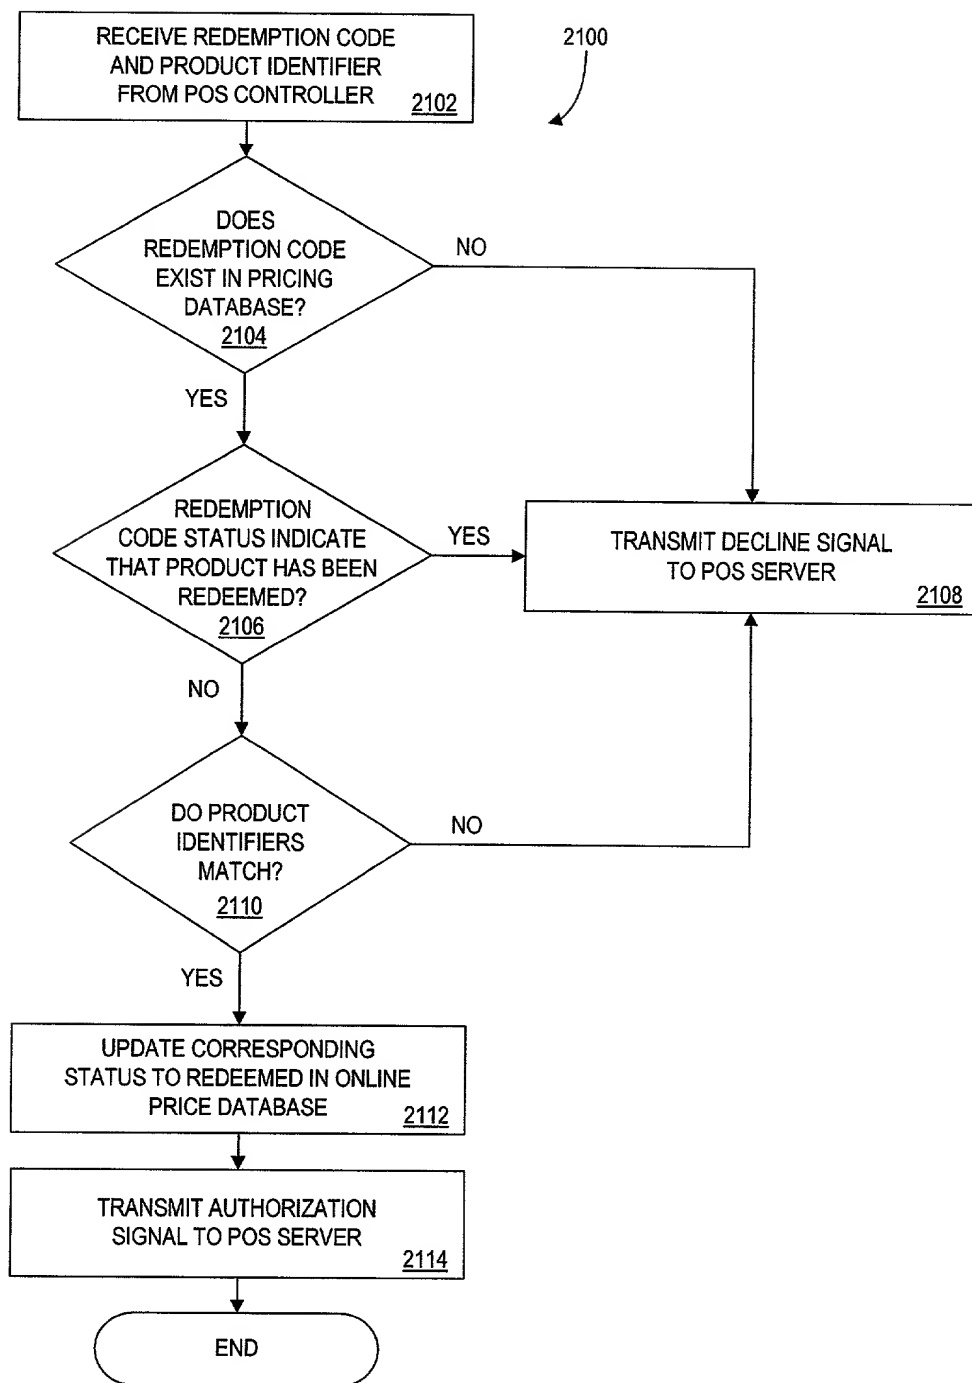 RECEIVE REDEMPTION CODE
AND PRODUCT IDENTIFIER
FROM POS CONTROLLER
2102
2100
DOES
REDEMPTION CODE
EXIST IN PRICING
DATABASE?
2104
NO
YES
REDEMPTION
CODE STATUS INDICATE
THAT PRODUCT HAS BEEN
REDEEMED?
2106
YES
TRANSMIT DECLINE SIGNAL
TO POS SERVER
2108
NO
DO PRODUCT
IDENTIFIERS
MATCH?
2110
NO
YES
UPDATE CORRESPONDING
STATUS TO REDEEMED IN ONLINE
PRICE DATABASE
2112
TRANSMIT AUTHORIZATION
SIGNAL TO POS SERVER
2114
END